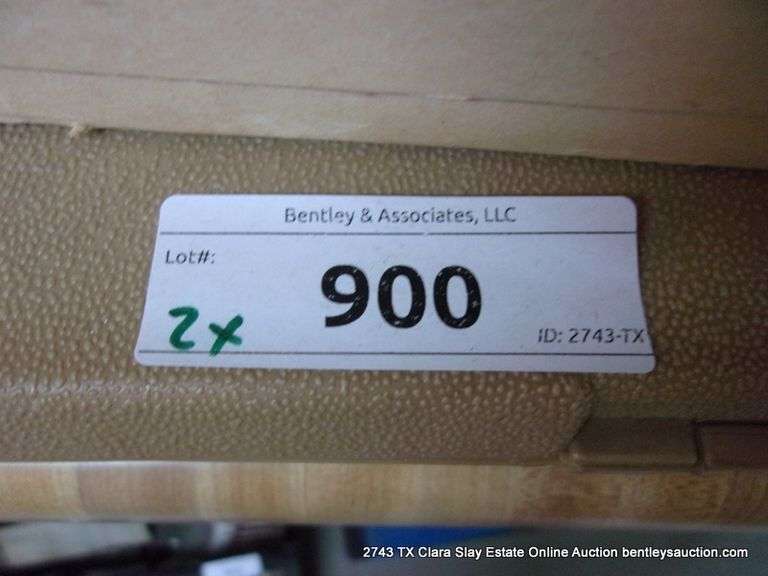 Bentley & Associates, LLC
Lot#:
900
2x
ID: 2743-TX
2743 TX Clara Slay Estate Online Auction bentleysauction.com